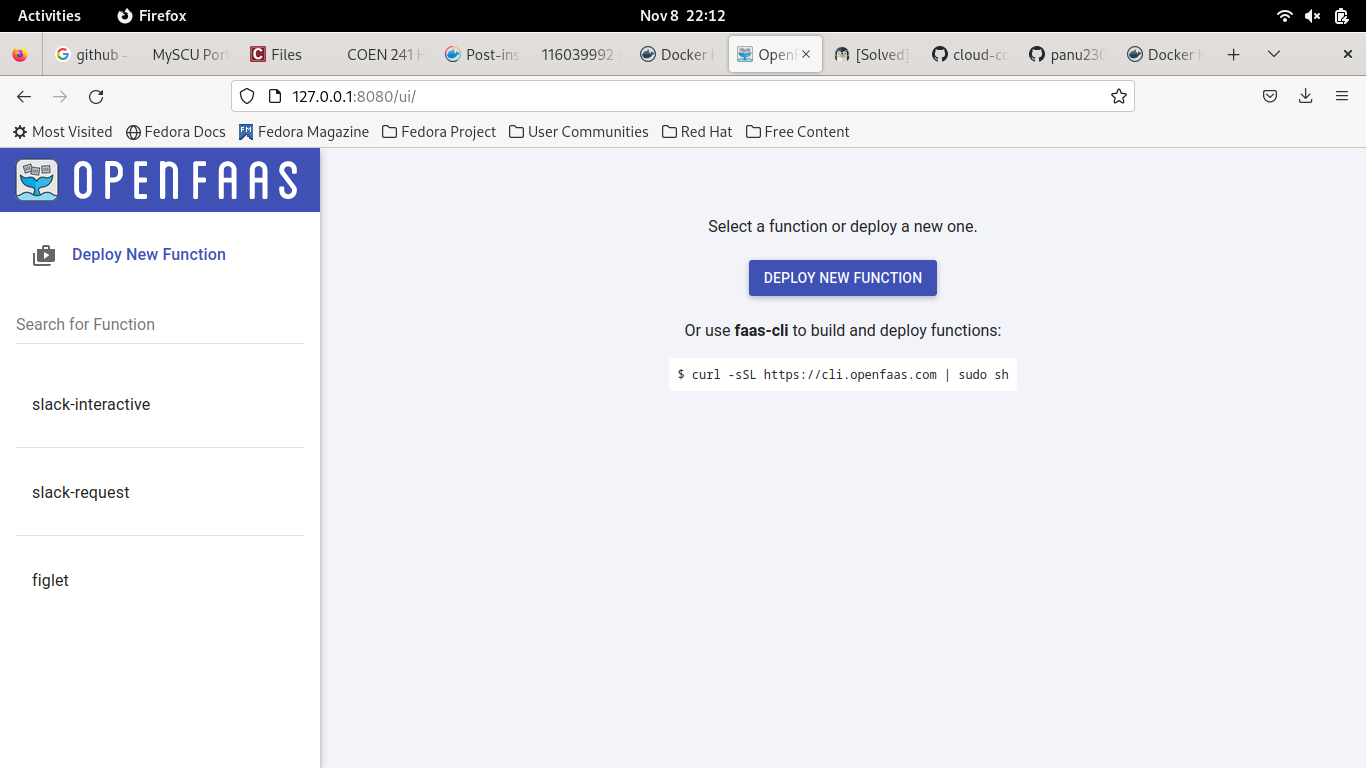 Activities Firefox Nov 8 22:12
github - MySCU Port Files COEN 241 H Post-ins 116039992 Docker OpenF [Solved] cloud-co panu230 Docker H
127.0.0.1:8080/ui/
Most Visited Fedora Docs Fedora Magazine Fedora Project User Communities Red Hat Free Content
OPENFAAS
Deploy New Function
Search for Function
slack-interactive
slack-request
figlet
Select a function or deploy a new one.
DEPLOY NEW FUNCTION
Or use faas-cli to build and deploy functions:
$ curl -sSL https://cli.openfaas.com | sudo sh